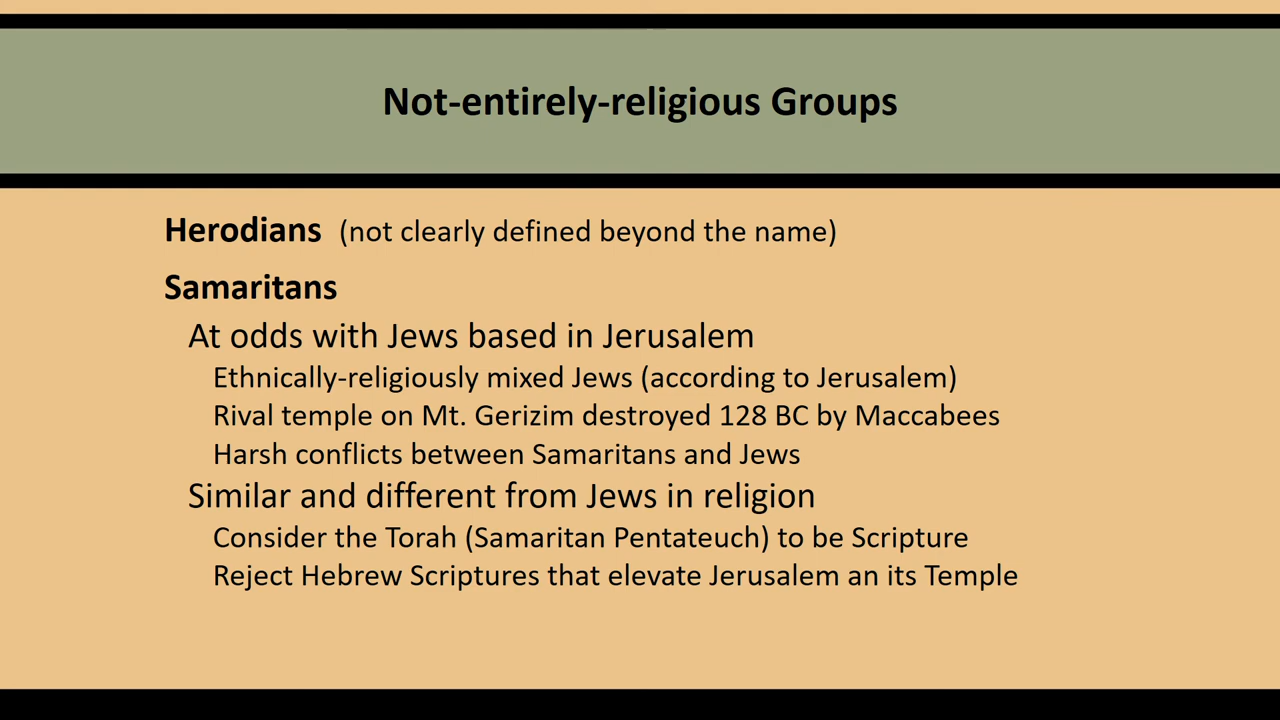 Not-entirely-religious Groups
Herodians (not clearly defined beyond the name)
Samaritans
At odds with Jews based in Jerusalem
Ethnically-religiously mixed Jews (according to Jerusalem)
Rival temple on Mt. Gerizim destroyed 128 BC by Maccabees
Harsh conflicts between Samaritans and Jews
Similar and different from Jews in religion
Consider the Torah (Samaritan Pentateuch) to be Scripture
Reject Hebrew Scriptures that elevate Jerusalem an its Temple